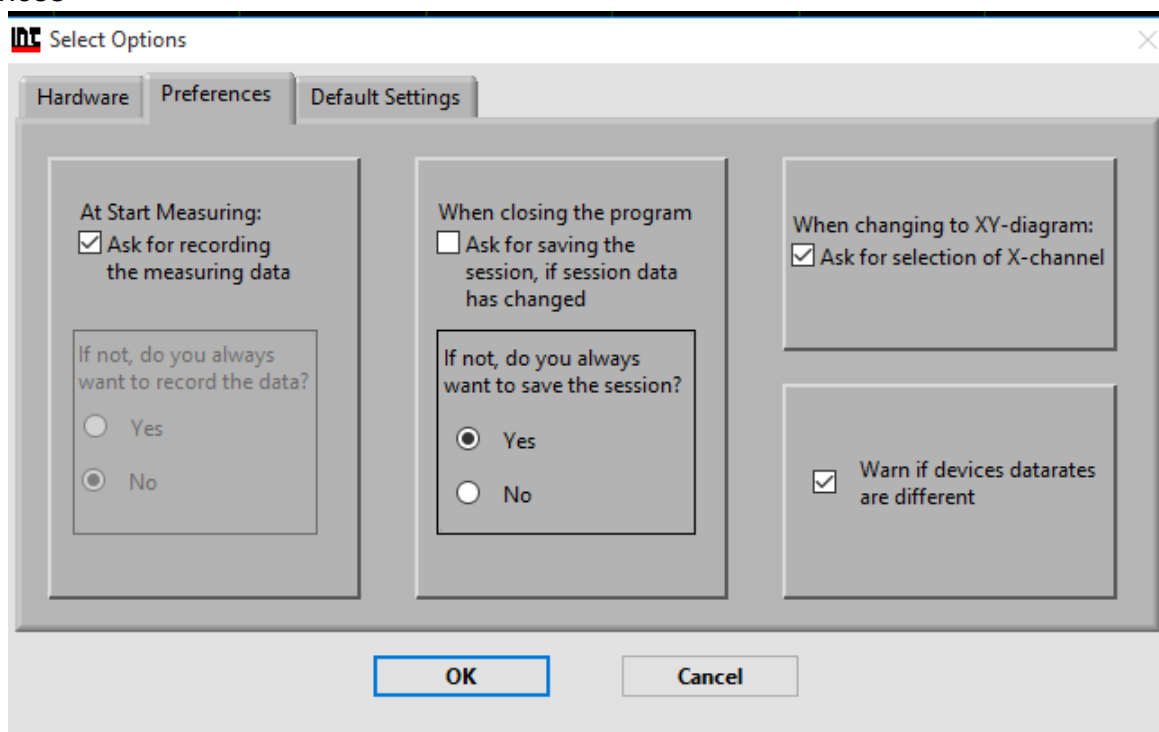 Select Options
Hardware
Preferences
Default Settings
At Start Measuring:
Ask for recording
the measuring data
If not, do you always
want to record the data?
Yes
No
When closing the program
Ask for saving the
session, if session data
has changed
If not, do you always
want to save the session?
Yes
No
When changing to XY-diagram:
Ask for selection of X-channel
Warn if devices datarates
are different
OK
Cancel